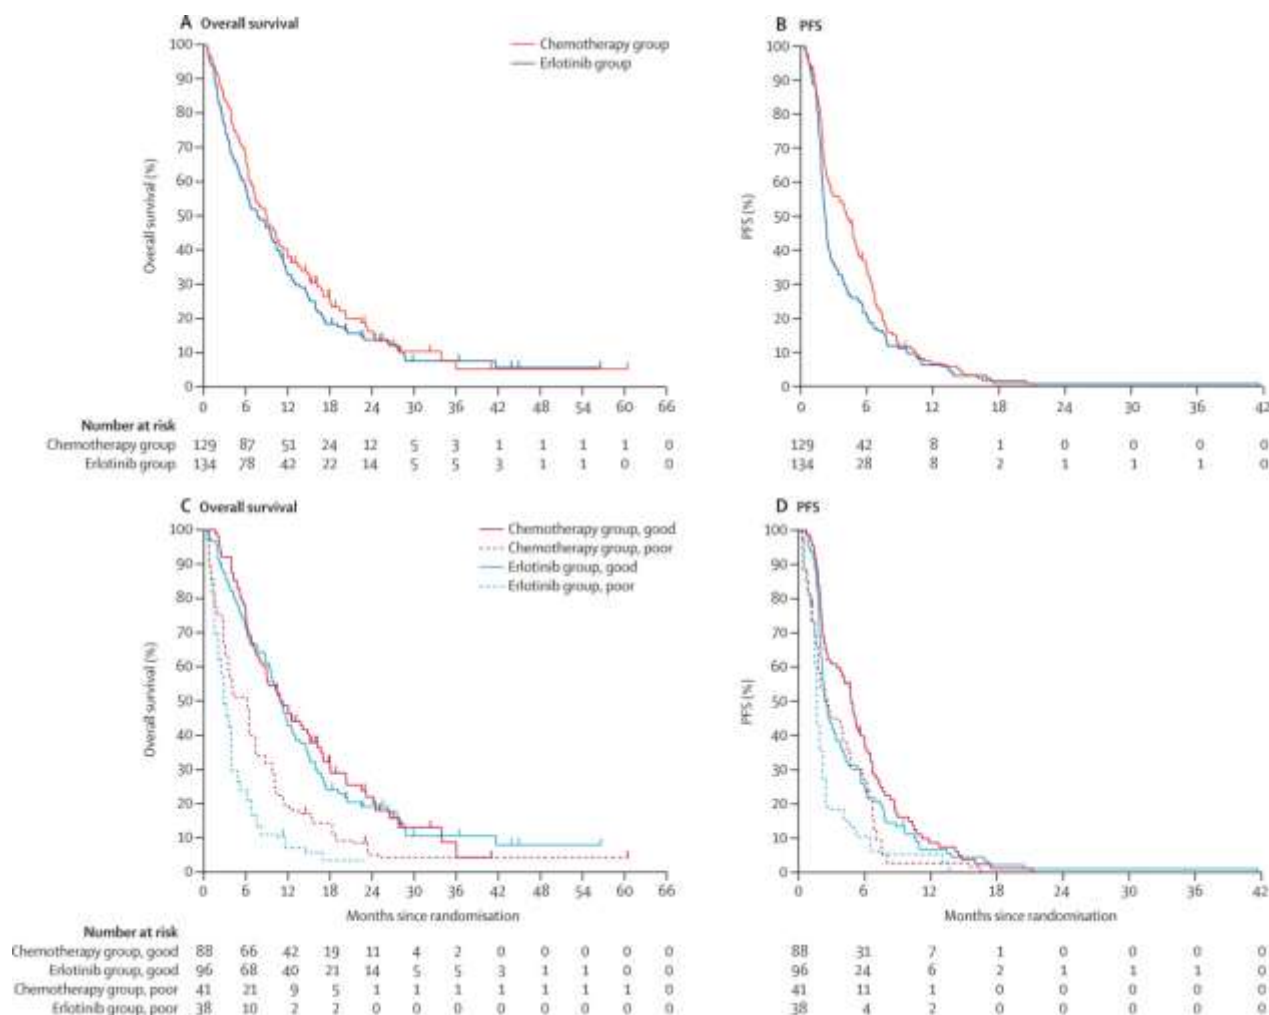 A Overall survival
Chemotherapy group
Erlotinib group
100
90
80
70
60
50
40
30
20
10
0
Overall survival (%)
0 6 12 18 24 30 36 42 48 54 60 66
Number at risk
Chemotherapy group 129 87 51 24 12 5 3 1 1 1 1 0
Erlotinib group 134 78 42 22 14 5 5 3 1 1 0 0
B PFS
100
90
80
70
60
50
40
30
20
10
0
PFS (%)
0 6 12 18 24 30 36 42
129 42 8 1 0 0 0 0
134 28 8 2 1 1 1 0
C Overall survival
Chemotherapy group, good
Chemotherapy group, poor
Erlotinib group, good
Erlotinib group, poor
100
90
80
70
60
50
40
30
20
10
0
Overall survival (%)
0 6 12 18 24 30 36 42 48 54 60 66
Months since randomisation
Number at risk
Chemotherapy group, good 88 66 42 19 11 4 2 0 0 0 0 0
Erlotinib group, good 96 68 40 21 14 5 5 3 1 1 0 0
Chemotherapy group, poor 41 21 9 5 1 1 1 1 1 1 1 0
Erlotinib group, poor 38 10 2 2 0 0 0 0 0 0 0 0
D PFS
100
90
80
70
60
50
40
30
20
10
0
PFS (%)
0 6 12 18 24 30 36 42
Months since randomisation
88 31 7 1 0 0 0 0
96 24 6 2 1 1 1 0
41 11 1 0 0 0 0 0
38 4 2 0 0 0 0 0